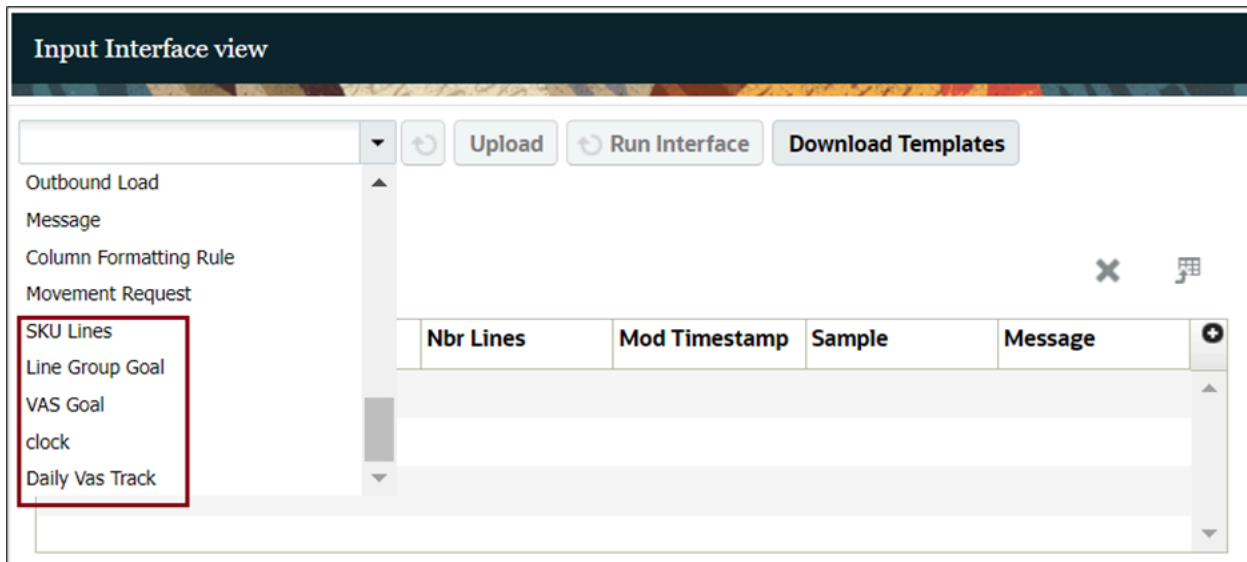 Input Interface view
Upload
Run Interface
Download Templates
Outbound Load
Message
Column Formatting Rule
Movement Request
SKU Lines
Line Group Goal
VAS Goal
clock
Daily Vas Track
Nbr Lines
Mod Timestamp
Sample
Message